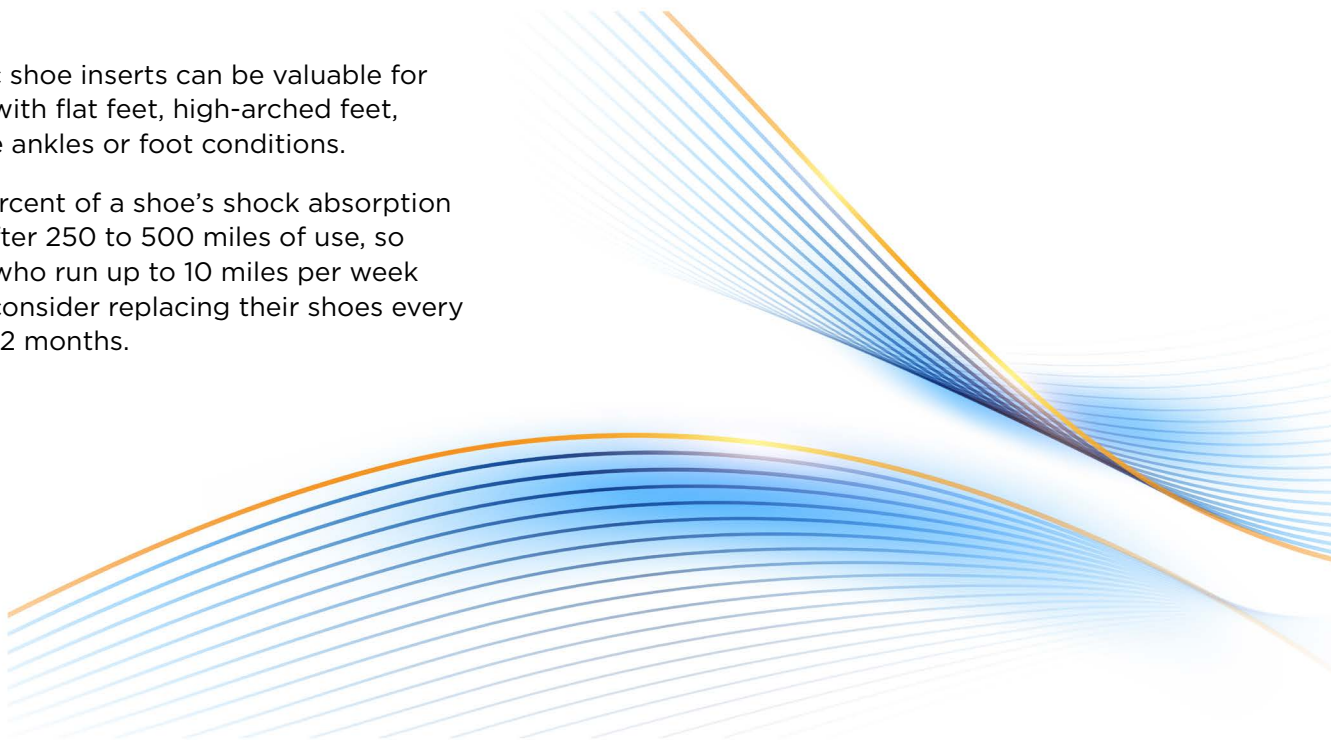 shoe inserts can be valuable for
with flat feet, high-arched feet,
ankles or foot conditions.
of a shoe’s shock absorption
250 to 500 miles of use, so
who run up to 10 miles per week
consider replacing their shoes every
2 months.